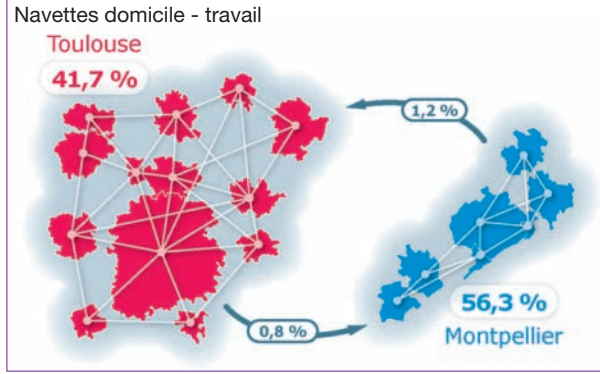 Navettes domicile - travail
Toulouse
41,7 %
1,2 %
0,8 %
56,3 %
Montpellier